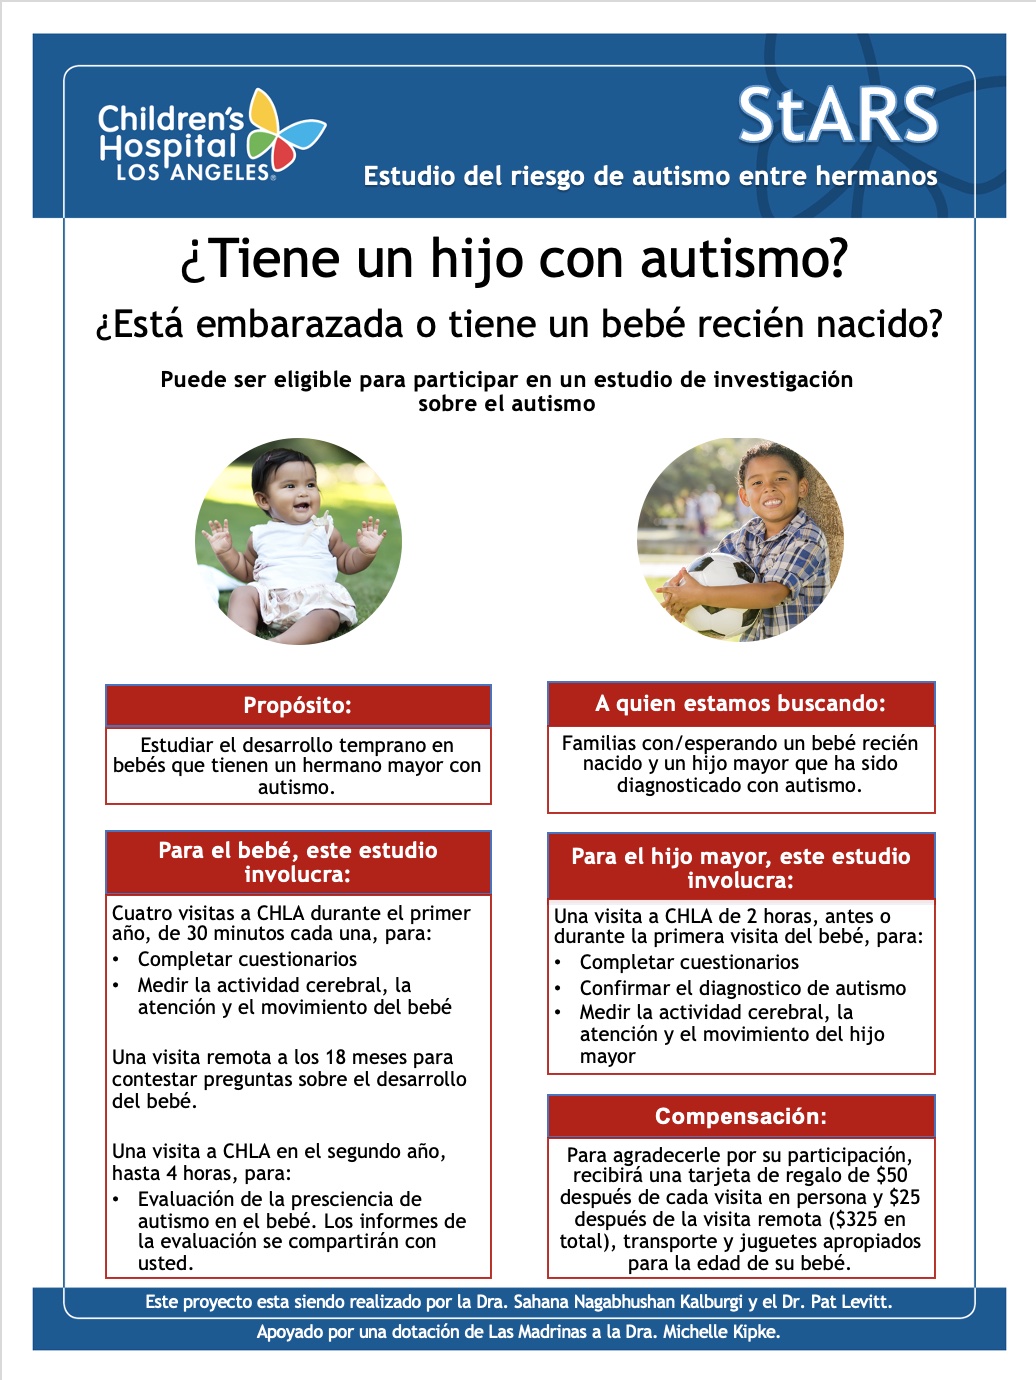 Children's
Hospital
LOS ANGELES®
StARS
Estudio del riesgo de autismo entre hermanos
¿Tiene un hijo con autismo?
¿Está embarazada o tiene un bebé recién nacido?
Puede ser eligible para participar en un estudio de investigación
sobre el autismo
Propósito:
Estudiar el desarrollo temprano en
bebés que tienen un hermano mayor con
autismo.
A quien estamos buscando:
Familias con/esperando un bebé recién
nacido y un hijo mayor que ha sido
diagnosticado con autismo.
Para el bebé, este estudio
involucra:
Cuatro visitas a CHLA durante el primer
año, de 30 minutos cada una, para:
• Completar cuestionarios
• Medir la actividad cerebral, la
atención y el movimiento del bebé
Una visita remota a los 18 meses para
contestar preguntas sobre el desarrollo
del bebé.
Una visita a CHLA en el segundo año,
hasta 4 horas, para:
• Evaluación de la presciencia de
autismo en el bebé. Los informes de
la evaluación se compartirán con
usted.
Para el hijo mayor, este estudio
involucra:
Una visita a CHLA de 2 horas, antes o
durante la primera visita del bebé, para:
• Completar cuestionarios
• Confirmar el diagnostico de autismo
• Medir la actividad cerebral, la
atención y el movimiento del hijo
mayor
Compensación:
Para agradecerle por su participación,
recibirá una tarjeta de regalo de $50
después de cada visita en persona y $25
después de la visita remota ($325 en
total), transporte y juguetes apropiados
para la edad de su bebé.
Este proyecto esta siendo realizado por la Dra. Sahana Nagabhushan Kalburgi y el Dr. Pat Levitt.
Apoyado por una dotación de Las Madrinas a la Dra. Michelle Kipke.